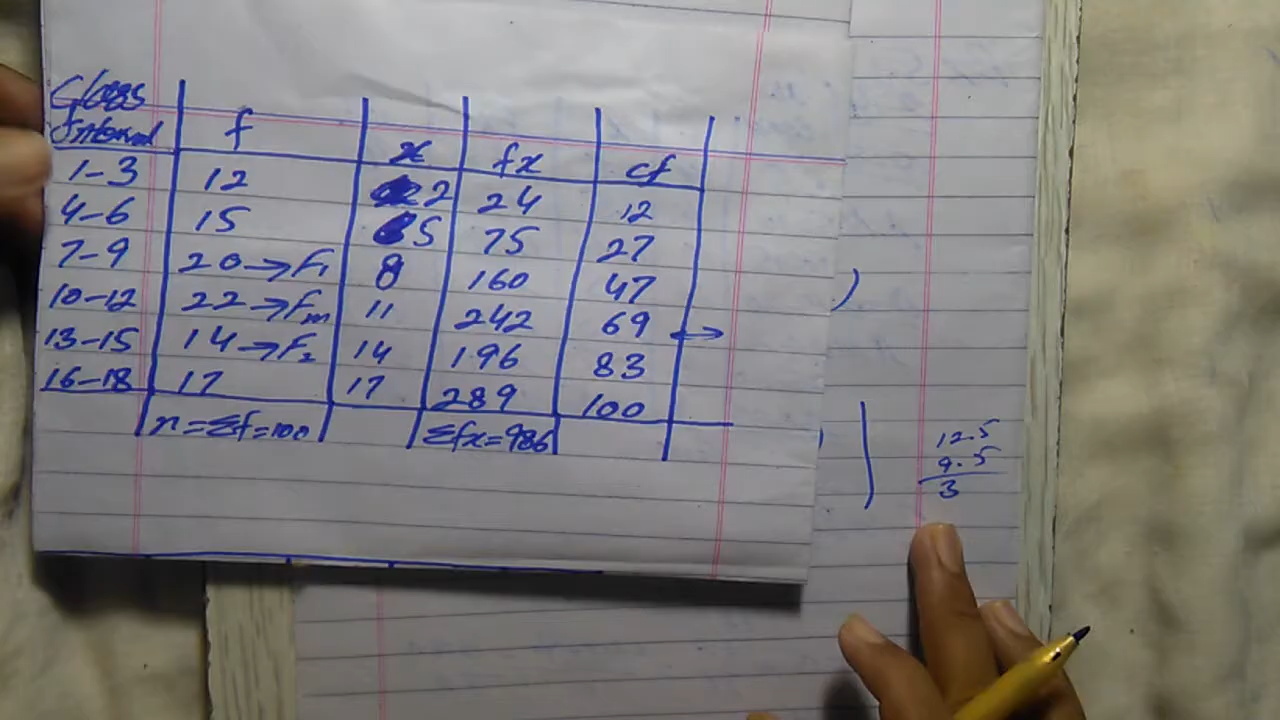 Class
Interval f x fx cf
1-3 12 2 24 12
4-6 15 5 75 27
7-9 20→f₁ 8 160 47
10-12 22→fm 11 242 69 ↔
13-15 14→f₂ 14 196 83
16-18 17 17 289 100
n=Σf=100 Σfx=986
)
12.5
9.5
3